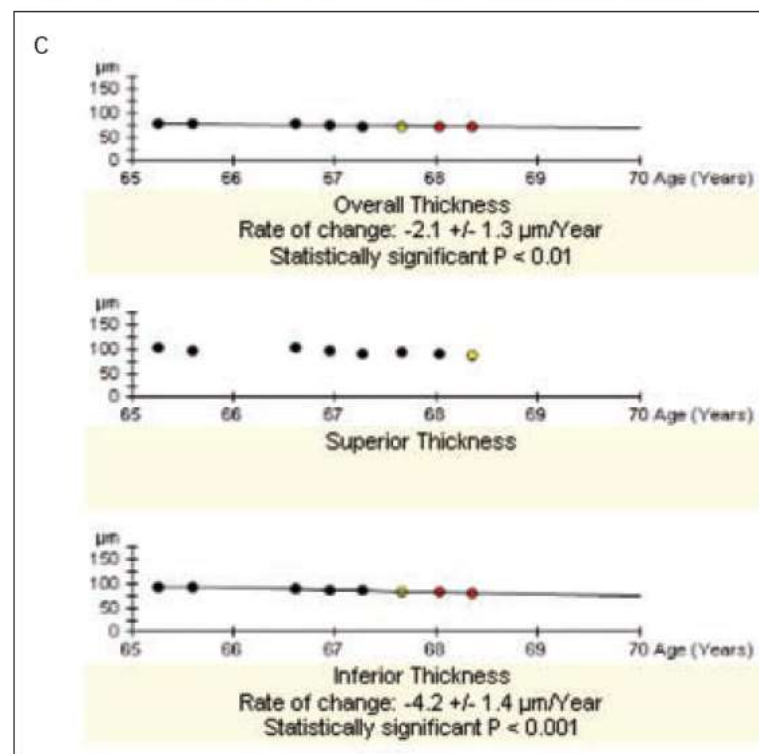 C
µm
150
100
50
0
65 66 67 68 69 70 Age (Years)
Overall Thickness
Rate of change: -2.1 +/- 1.3 µm/Year
Statistically significant P < 0.01
µm
150
100
50
0
65 66 67 68 69 70 Age (Years)
Superior Thickness
µm
150
100
50
0
65 66 67 68 69 70 Age (Years)
Inferior Thickness
Rate of change: -4.2 +/- 1.4 µm/Year
Statistically significant P < 0.001